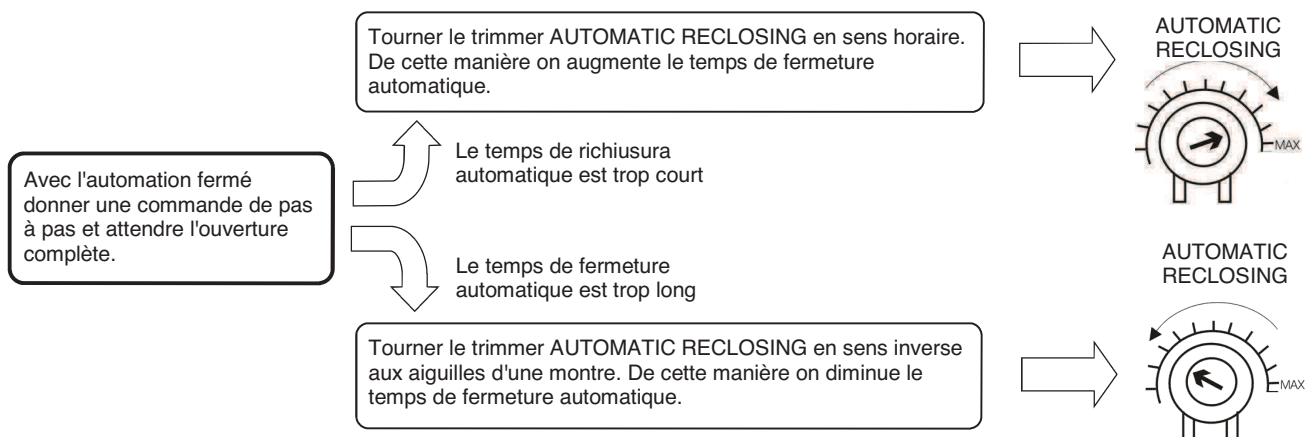 Tourner le trimmer AUTOMATIC RECLOSING en sens horaire.
De cette manière on augmente le temps de fermeture
automatique.
AUTOMATIC
RECLOSING
MAX
Le temps de richiusura
automatique est trop court
Avec l'automation fermé
donner une commande de pas
à pas et attendre l'ouverture
complète.
Le temps de fermeture
automatique est trop long
Tourner le trimmer AUTOMATIC RECLOSING en sens inverse
aux aiguilles d'une montre. De cette manière on diminue le
temps de fermeture automatique.
AUTOMATIC
RECLOSING
MAX